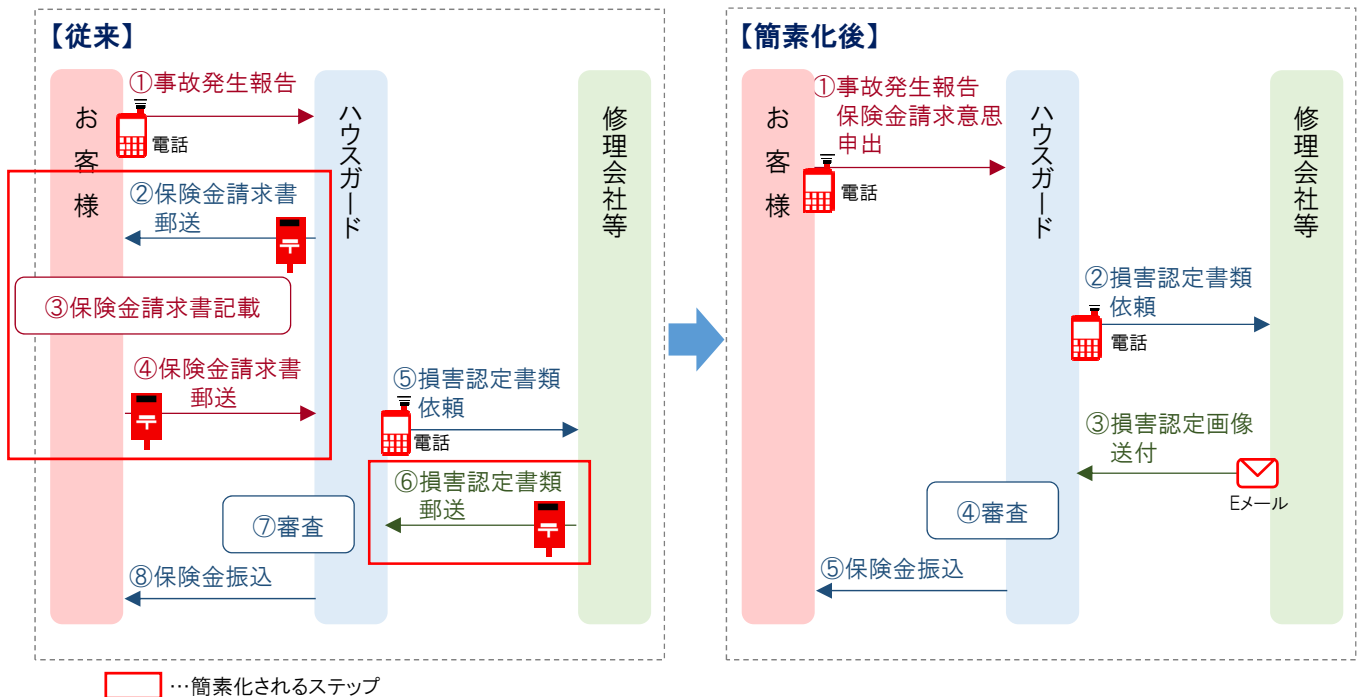 【従来】
お客様
ハウスガード
修理会社等
①事故発生報告
電話
②保険金請求書
郵送
③保険金請求書記載
④保険金請求書
郵送
⑤損害認定書類
依頼
電話
⑥損害認定書類
郵送
⑦審査
⑧保険金振込
【簡素化後】
お客様
ハウスガード
修理会社等
①事故発生報告
保険金請求意思
申出
電話
②損害認定書類
依頼
電話
③損害認定画像
送付
Eメール
④審査
⑤保険金振込
…簡素化されるステップ